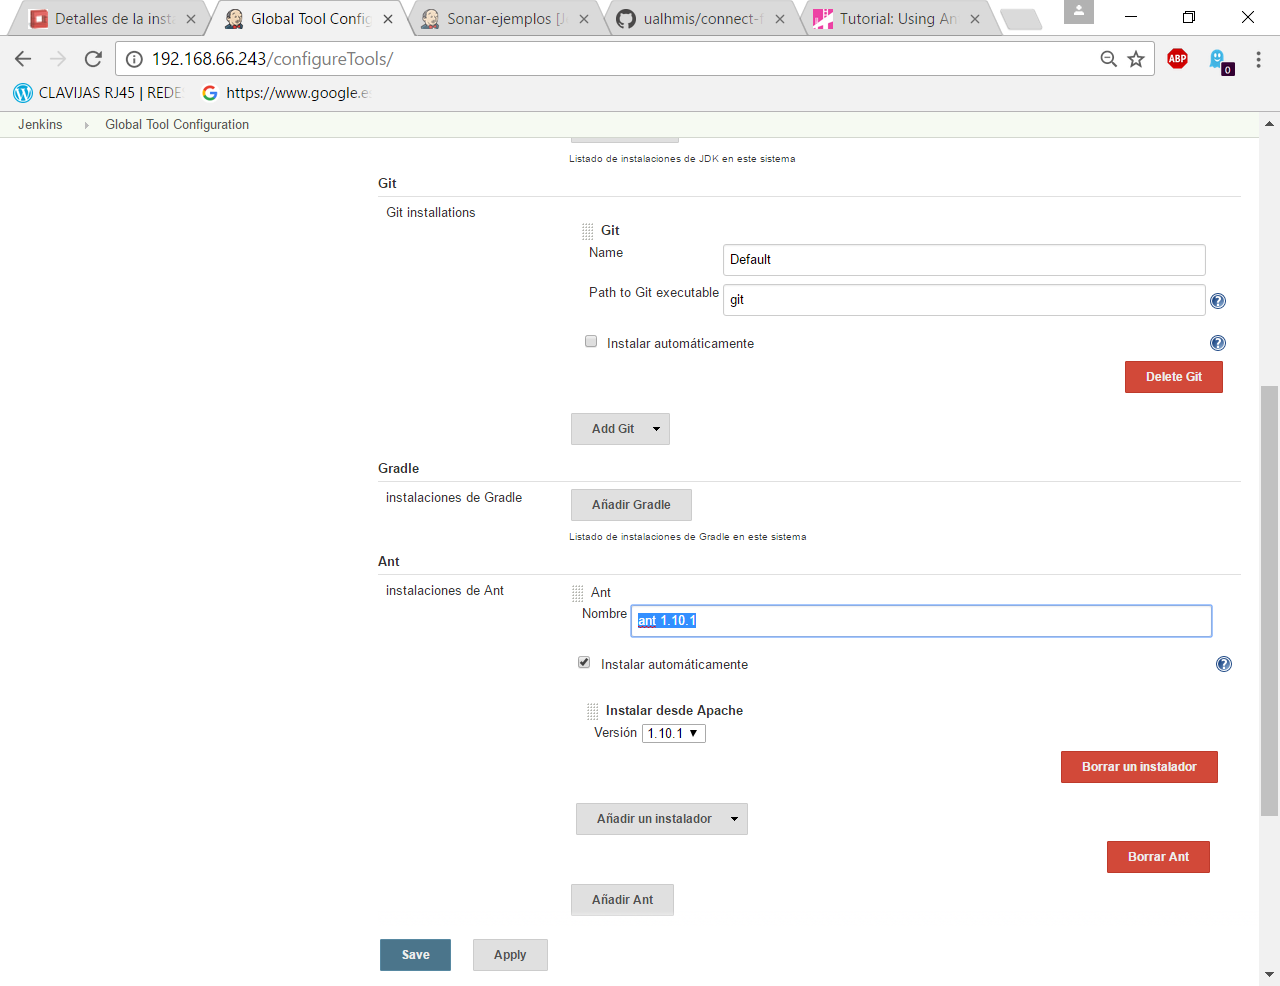 Detalles de la inst
Global Tool Config
Sonar-ejemplos [J
ualhmis/connect-f
Tutorial: Using An
192.168.66.243/configureTools/
ABP
0
CLAVIJAS RJ45 | REDE
https://www.google.es
Jenkins
Global Tool Configuration
Listado de instalaciones de JDK en este sistema
Git
Git installations
Git
Name
Default
Path to Git executable
git
?
Instalar automáticamente
?
Delete Git
Add Git
Gradle
instalaciones de Gradle
Añadir Gradle
Listado de instalaciones de Gradle en este sistema
Ant
instalaciones de Ant
Ant
Nombre
ant 1.10.1
Instalar automáticamente
?
Instalar desde Apache
Versión
1.10.1
Borrar un instalador
Añadir un instalador
Borrar Ant
Añadir Ant
Save
Apply